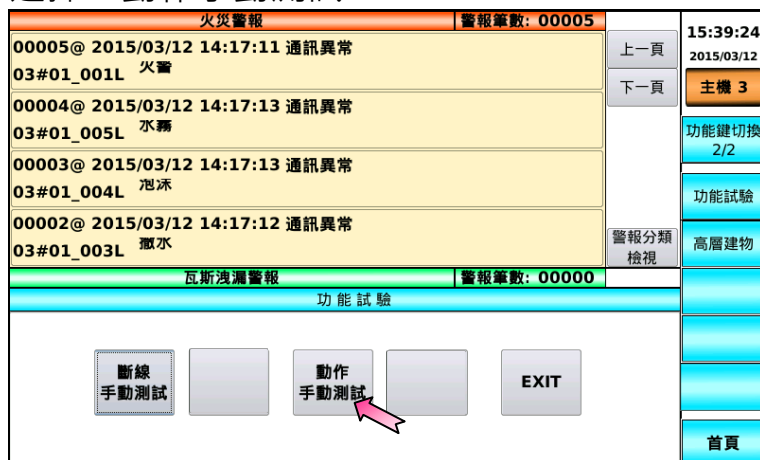 火災警報 警報筆數: 00005
00005@ 2015/03/12 14:17:11 通訊異常
03#01_001L 火警
00004@ 2015/03/12 14:17:13 通訊異常
03#01_005L 水霧
00003@ 2015/03/12 14:17:13 通訊異常
03#01_004L 泡沫
00002@ 2015/03/12 14:17:12 通訊異常
03#01_003L 撒水
上一頁
下一頁
警報分類
檢視
瓦斯洩漏警報 警報筆數: 00000
功能試驗
斷線
手動測試
動作
手動測試
EXIT
15:39:24
2015/03/12
主機 3
功能鍵切換
2/2
功能試驗
高層建物
首頁